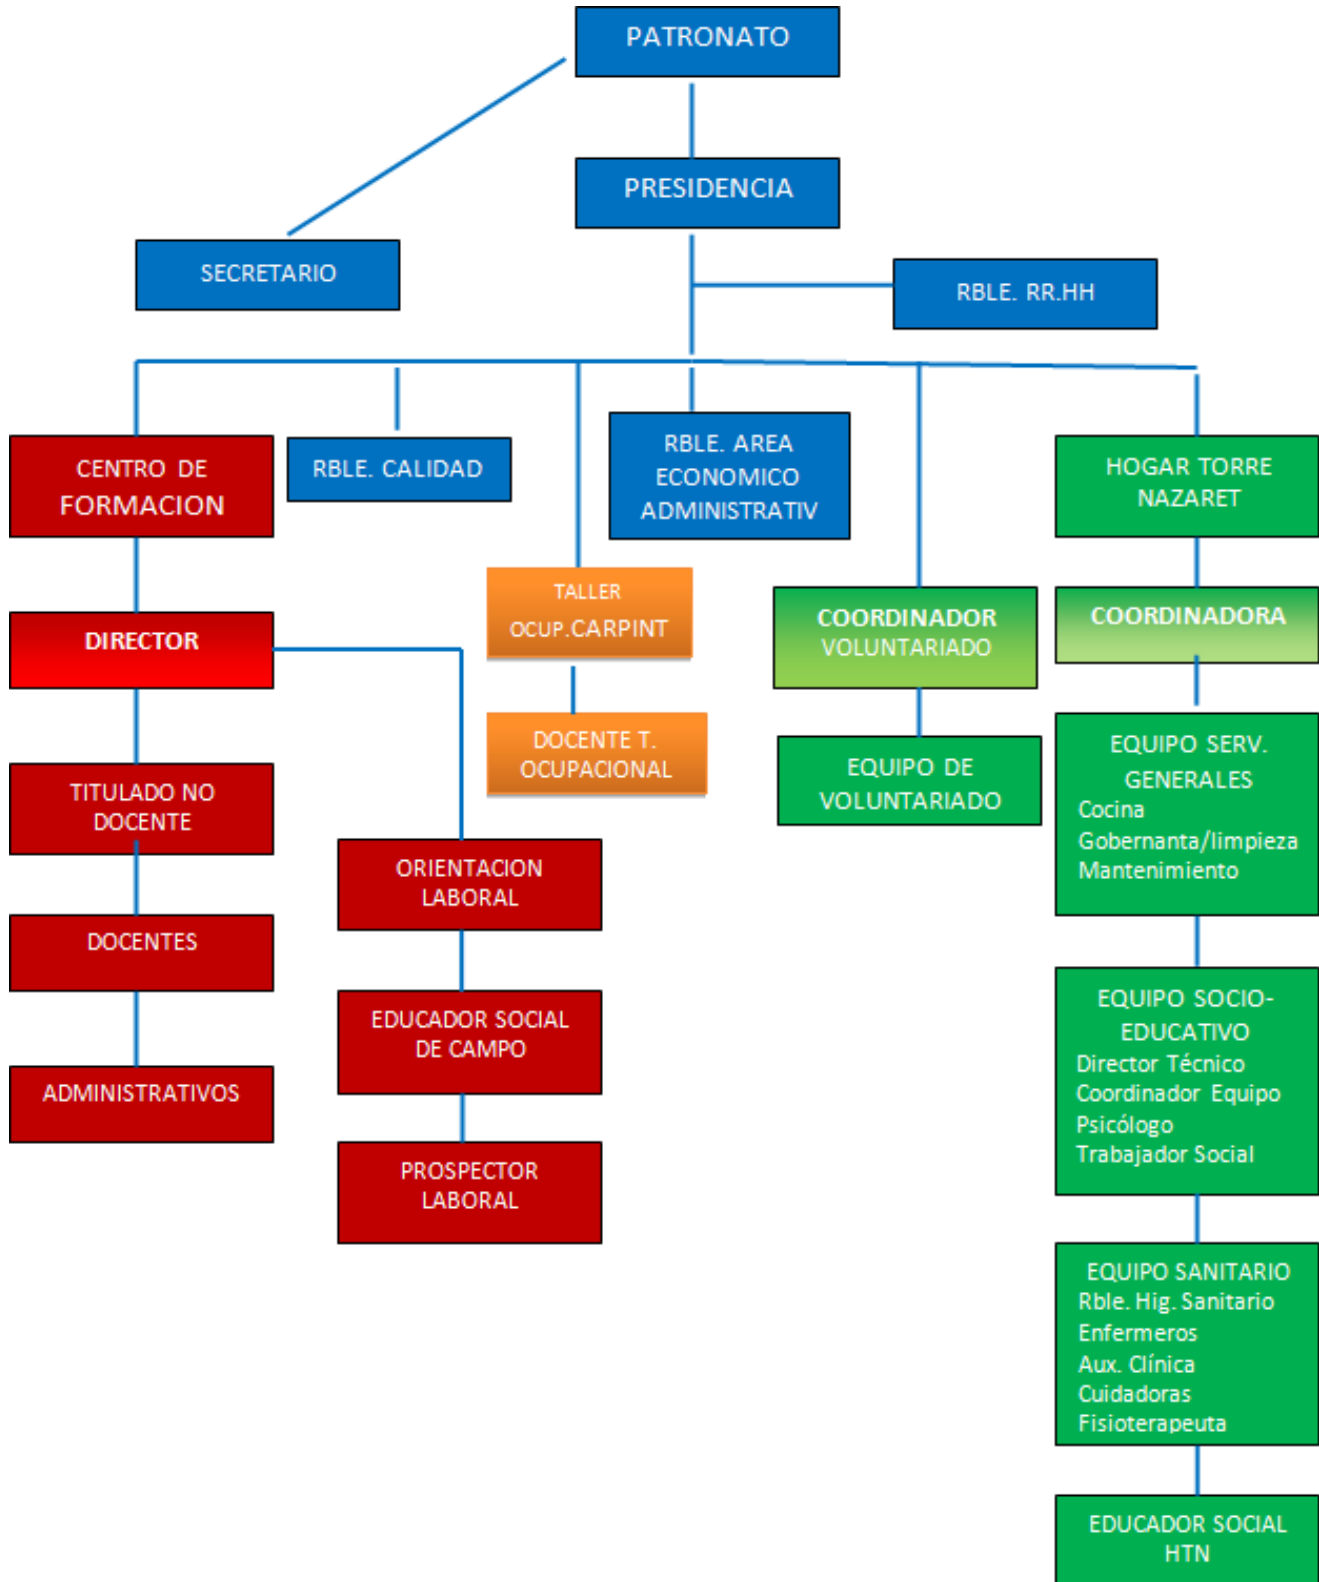 PATRONATO
PRESIDENCIA
SECRETARIO
RBLE. RR.HH
CENTRO DE
FORMACION
RBLE. CALIDAD
RBLE. AREA
ECONOMICO
ADMINISTRATIV
HOGAR TORRE
NAZARET
DIRECTOR
TALLER
OCUP.CARPINT
COORDINADOR
VOLUNTARIADO
COORDINADORA
TITULADO NO
DOCENTE
DOCENTE T.
OCUPACIONAL
EQUIPO DE
VOLUNTARIADO
EQUIPO SERV.
GENERALES
Cocina
Gobernanta/limpieza
Mantenimiento
ORIENTACION
LABORAL
DOCENTES
EDUCADOR SOCIAL
DE CAMPO
EQUIPO SOCIO-
EDUCATIVO
Director Técnico
Coordinador Equipo
Psicólogo
Trabajador Social
ADMINISTRATIVOS
PROSPECTOR
LABORAL
EQUIPO SANITARIO
Rble. Hig. Sanitario
Enfermeros
Aux. Clínica
Cuidadoras
Fisioterapeuta
EDUCADOR SOCIAL
HTN